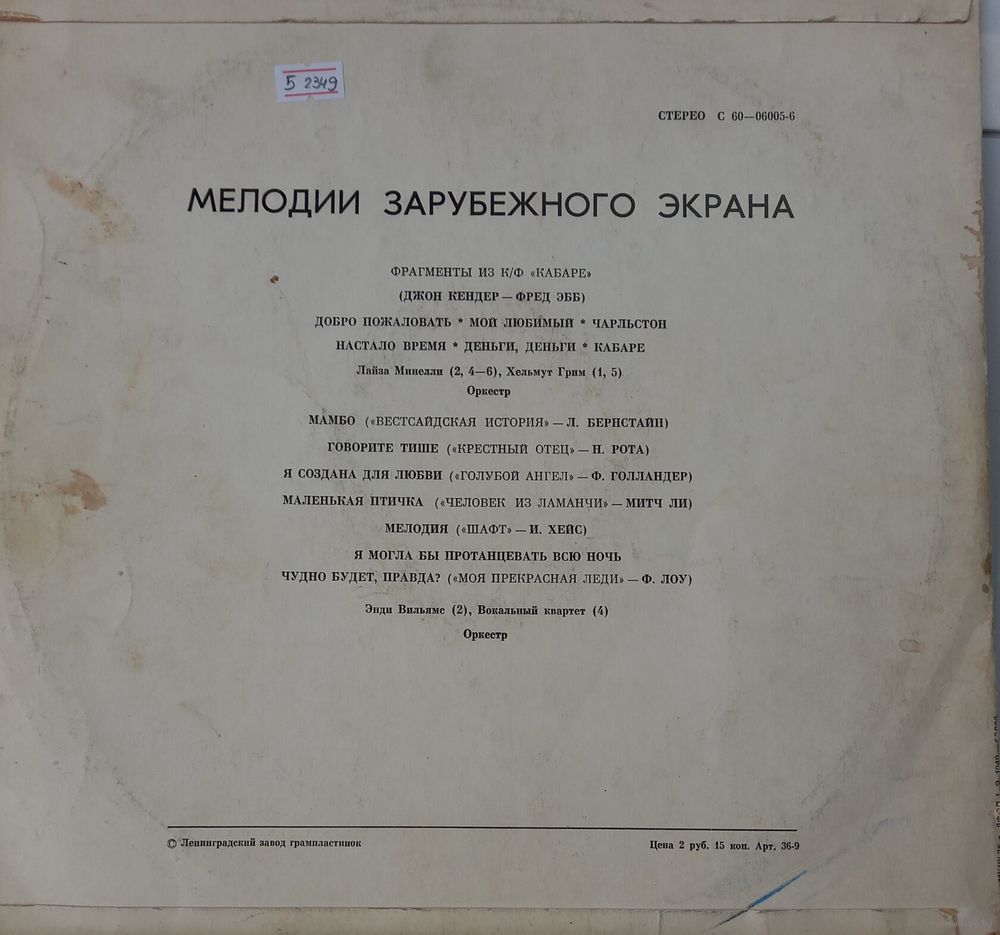 Б 2349
СТЕРЕО С 60—06005-6
МЕЛОДИИ ЗАРУБЕЖНОГО ЭКРАНА
ФРАГМЕНТЫ ИЗ К/Ф «КАБАРЕ»
(ДЖОН КЕНДЕР — ФРЕД ЭББ)
ДОБРО ПОЖАЛОВАТЬ * МОЙ ЛЮБИМЫЙ * ЧАРЛЬСТОН
НАСТАЛО ВРЕМЯ * ДЕНЬГИ, ДЕНЬГИ * КАБАРЕ
Лайза Минелли (2, 4—6), Хельмут Грим (1, 5)
Оркестр
МАМБО («ВЕСТСАЙДСКАЯ ИСТОРИЯ» — Л. БЕРНСТАЙН)
ГОВОРИТЕ ТИШЕ («КРЕСТНЫЙ ОТЕЦ» — Н. РОТА)
Я СОЗДАНА ДЛЯ ЛЮБВИ («ГОЛУБОЙ АНГЕЛ» — Ф. ГОЛЛАНДЕР)
МАЛЕНЬКАЯ ПТИЧКА («ЧЕЛОВЕК ИЗ ЛАМАНЧИ» — МИТЧ ЛИ)
МЕЛОДИЯ («ШАФТ» — И. ХЕЙС)
Я МОГЛА БЫ ПРОТАНЦЕВАТЬ ВСЮ НОЧЬ
ЧУДНО БУДЕТ, ПРАВДА? («МОЯ ПРЕКРАСНАЯ ЛЕДИ» — Ф. ЛОУ)
Энди Вильямс (2), Вокальный квартет (4)
Оркестр
© Ленинградский завод грампластинок
Цена 2 руб. 15 коп. Арт. 36-9